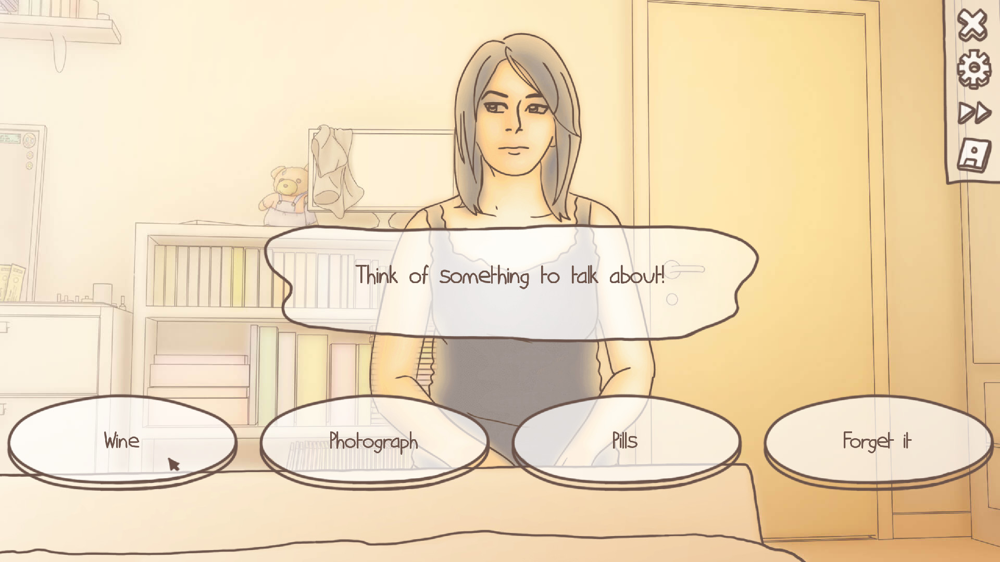 Think of something to talk about!
Wine
Photograph
Pills
Forget it